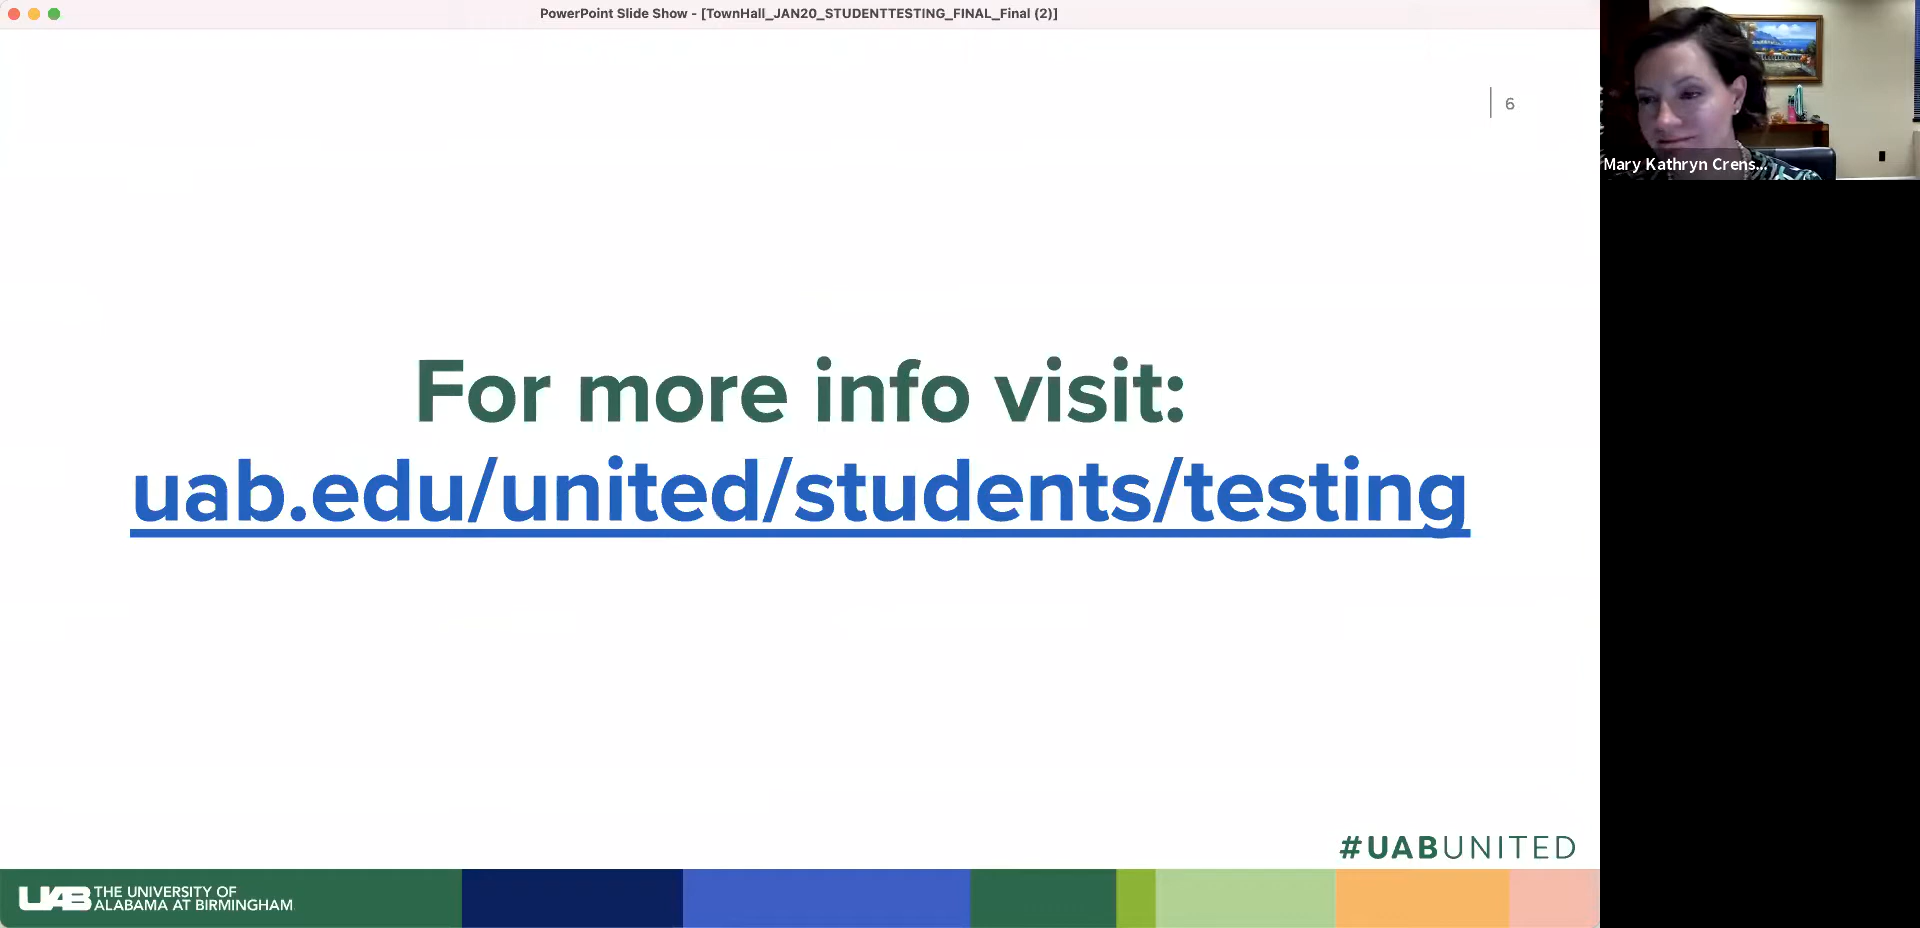 PowerPoint Slide Show - [TownHall_JAN20_STUDENTTESTING_FINAL_Final (2)]
6
Mary Kathryn Crens...
For more info visit:
uab.edu/united/students/testing
#UABUNITED
UAB THE UNIVERSITY OF
ALABAMA AT BIRMINGHAM